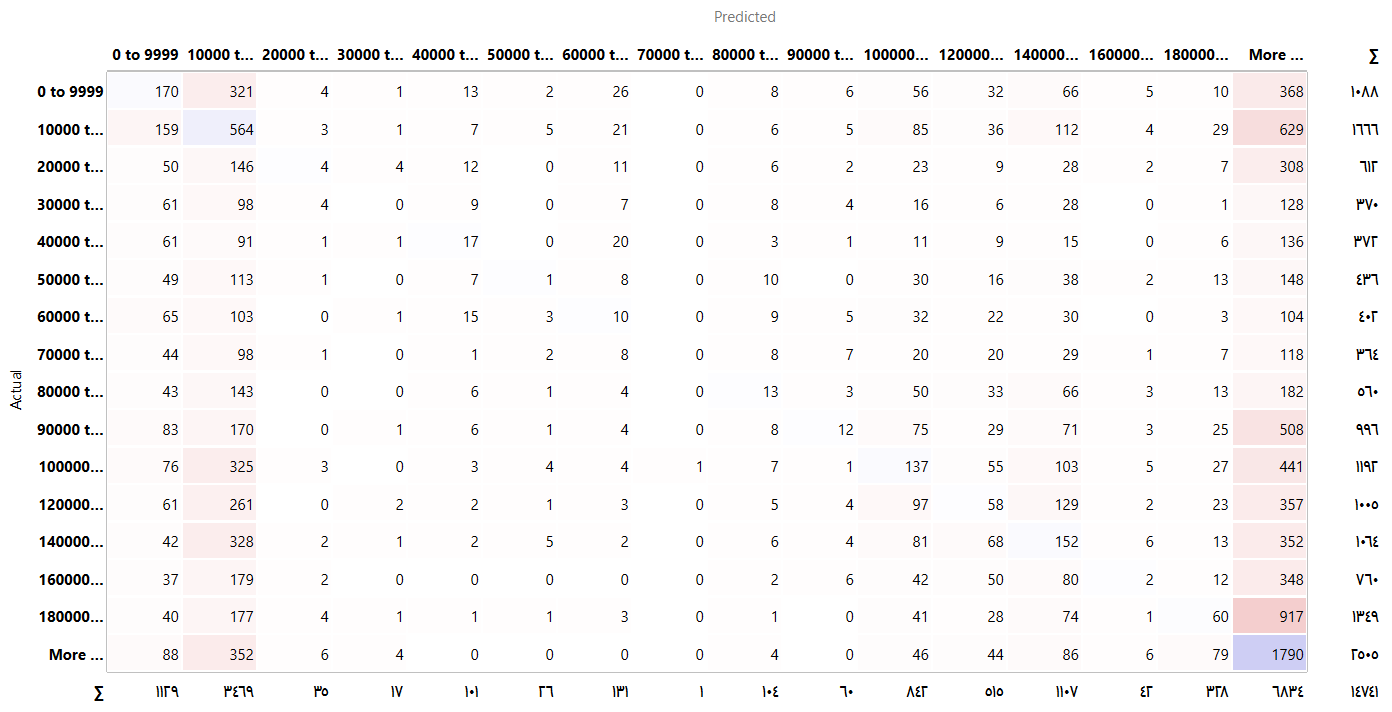 Predicted
0 to 9999 10000 t... 20000 t... 30000 t... 40000 t... 50000 t... 60000 t... 70000 t... 80000 t... 90000 t... 100000... 120000... 140000... 160000... 180000... More ... ∑
0 to 9999 170 321 4 1 13 2 26 0 8 6 56 32 66 5 10 368 ١٠٨٨
10000 t... 159 564 3 1 7 5 21 0 6 5 85 36 112 4 29 629 ١٦٦٦
20000 t... 50 146 4 4 12 0 11 0 6 2 23 9 28 2 7 308 ٦١٢
30000 t... 61 98 4 0 9 0 7 0 8 4 16 6 28 0 1 128 ٣٧٠
40000 t... 61 91 1 1 17 0 20 0 3 1 11 9 15 0 6 136 ٣٧٢
50000 t... 49 113 1 0 7 1 8 0 10 0 30 16 38 2 13 148 ٤٣٦
60000 t... 65 103 0 1 15 3 10 0 9 5 32 22 30 0 3 104 ٤٠٢
70000 t... 44 98 1 0 1 2 8 0 8 7 20 20 29 1 7 118 ٣٦٤
Actual
80000 t... 43 143 0 0 6 1 4 0 13 3 50 33 66 3 13 182 ٥٦٠
90000 t... 83 170 0 1 6 1 4 0 8 12 75 29 71 3 25 508 ٩٩٦
100000... 76 325 3 0 3 4 4 1 7 1 137 55 103 5 27 441 ١١٩٢
120000... 61 261 0 2 2 1 3 0 5 4 97 58 129 2 23 357 ١٠٠٥
140000... 42 328 2 1 2 5 2 0 6 4 81 68 152 6 13 352 ١٠٦٤
160000... 37 179 2 0 0 0 0 0 2 6 42 50 80 2 12 348 ٧٦٠
180000... 40 177 4 1 1 1 3 0 1 0 41 28 74 1 60 917 ١٣٤٩
More ... 88 352 6 4 0 0 0 0 4 0 46 44 86 6 79 1790 ٢٥٠٥
∑ ١١٢٩ ٣٤٦٩ ٣٥ ١٧ ١٠١ ٢٦ ١٣١ ١ ١٠٤ ٦٠ ٨٤٢ ٥١٥ ١١٠٧ ٤٢ ٣٢٨ ٦٨٣٤ ١٤٧٤١